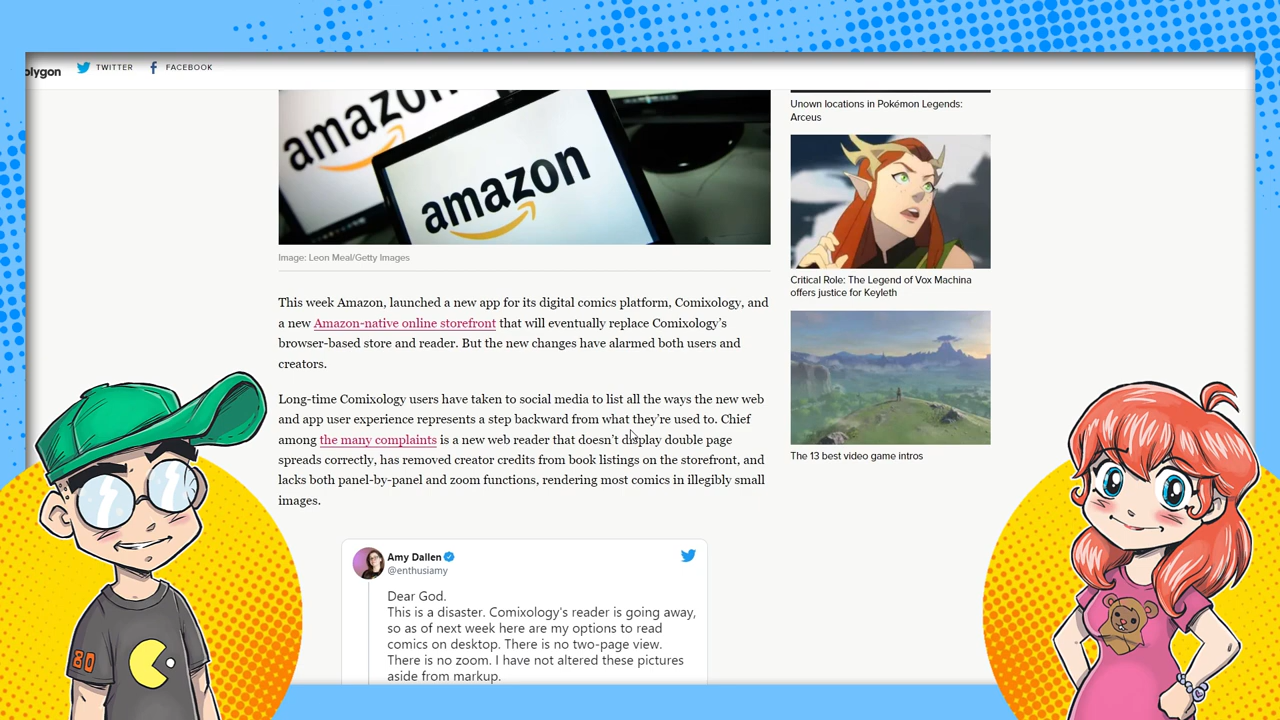 olygon
TWITTER
FACEBOOK
amazon
amazon
Image: Leon Meal/Getty Images
This week Amazon, launched a new app for its digital comics platform, Comixology, and
a new Amazon-native online storefront that will eventually replace Comixology's
browser-based store and reader. But the new changes have alarmed both users and
creators.
Long-time Comixology users have taken to social media to list all the ways the new web
and app user experience represents a step backward from what they're used to. Chief
among the many complaints is a new web reader that doesn't display double page
spreads correctly, has removed creator credits from book listings on the storefront, and
lacks both panel-by-panel and zoom functions, rendering most comics in illegibly small
images.
Amy Dallen
@enthusiamy
Dear God.
This is a disaster. Comixology's reader is going away,
so as of next week here are my options to read
comics on desktop. There is no two-page view.
There is no zoom. I have not altered these pictures
aside from markup.
Unown locations in Pokémon Legends:
Arceus
Critical Role: The Legend of Vox Machina
offers justice for Keyleth
The 13 best video game intros
80